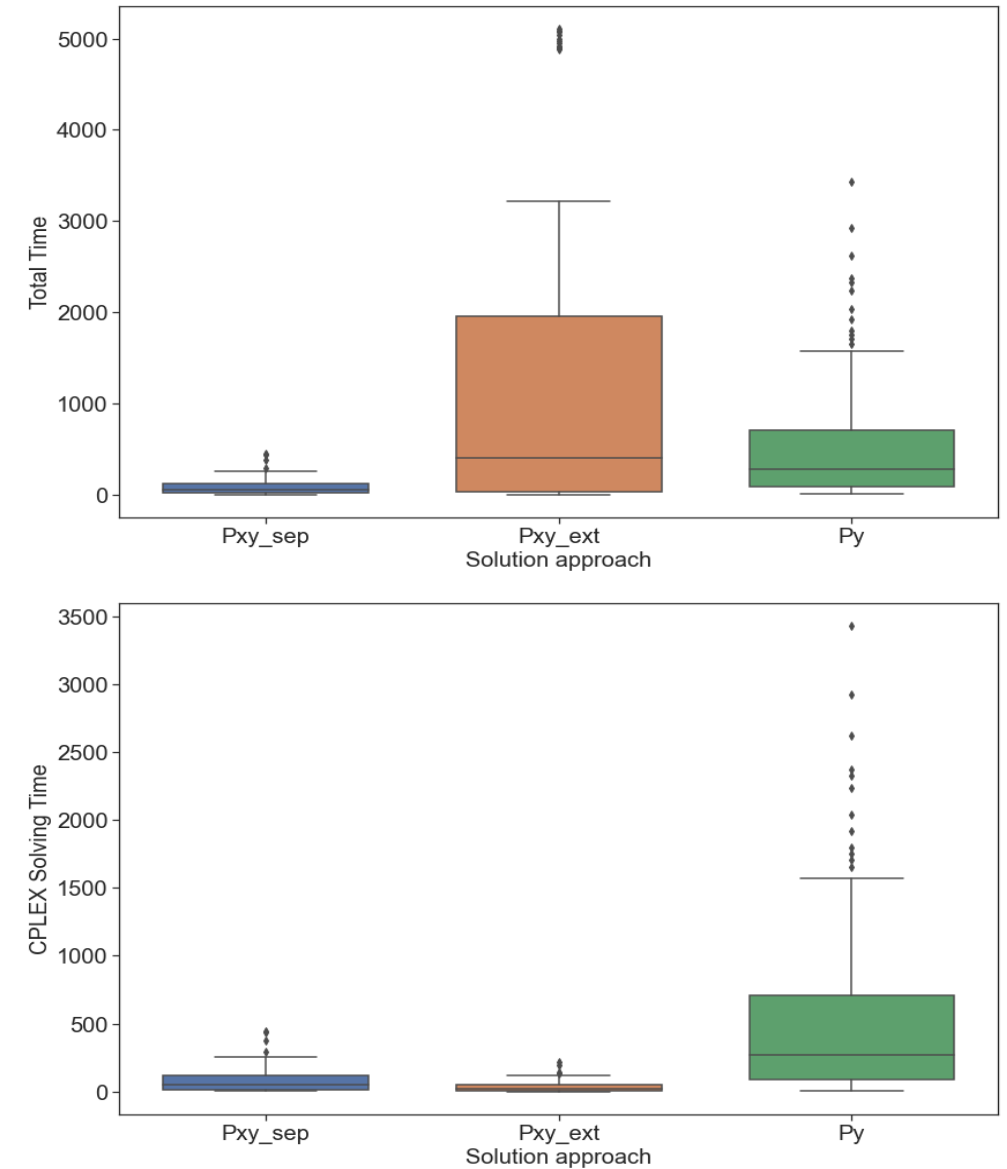 Total Time
5000
4000
3000
2000
1000
0
Pxy_sep Pxy_ext Py
Solution approach
CPLEX Solving Time
3500
3000
2500
2000
1500
1000
500
0
Pxy_sep Pxy_ext Py
Solution approach